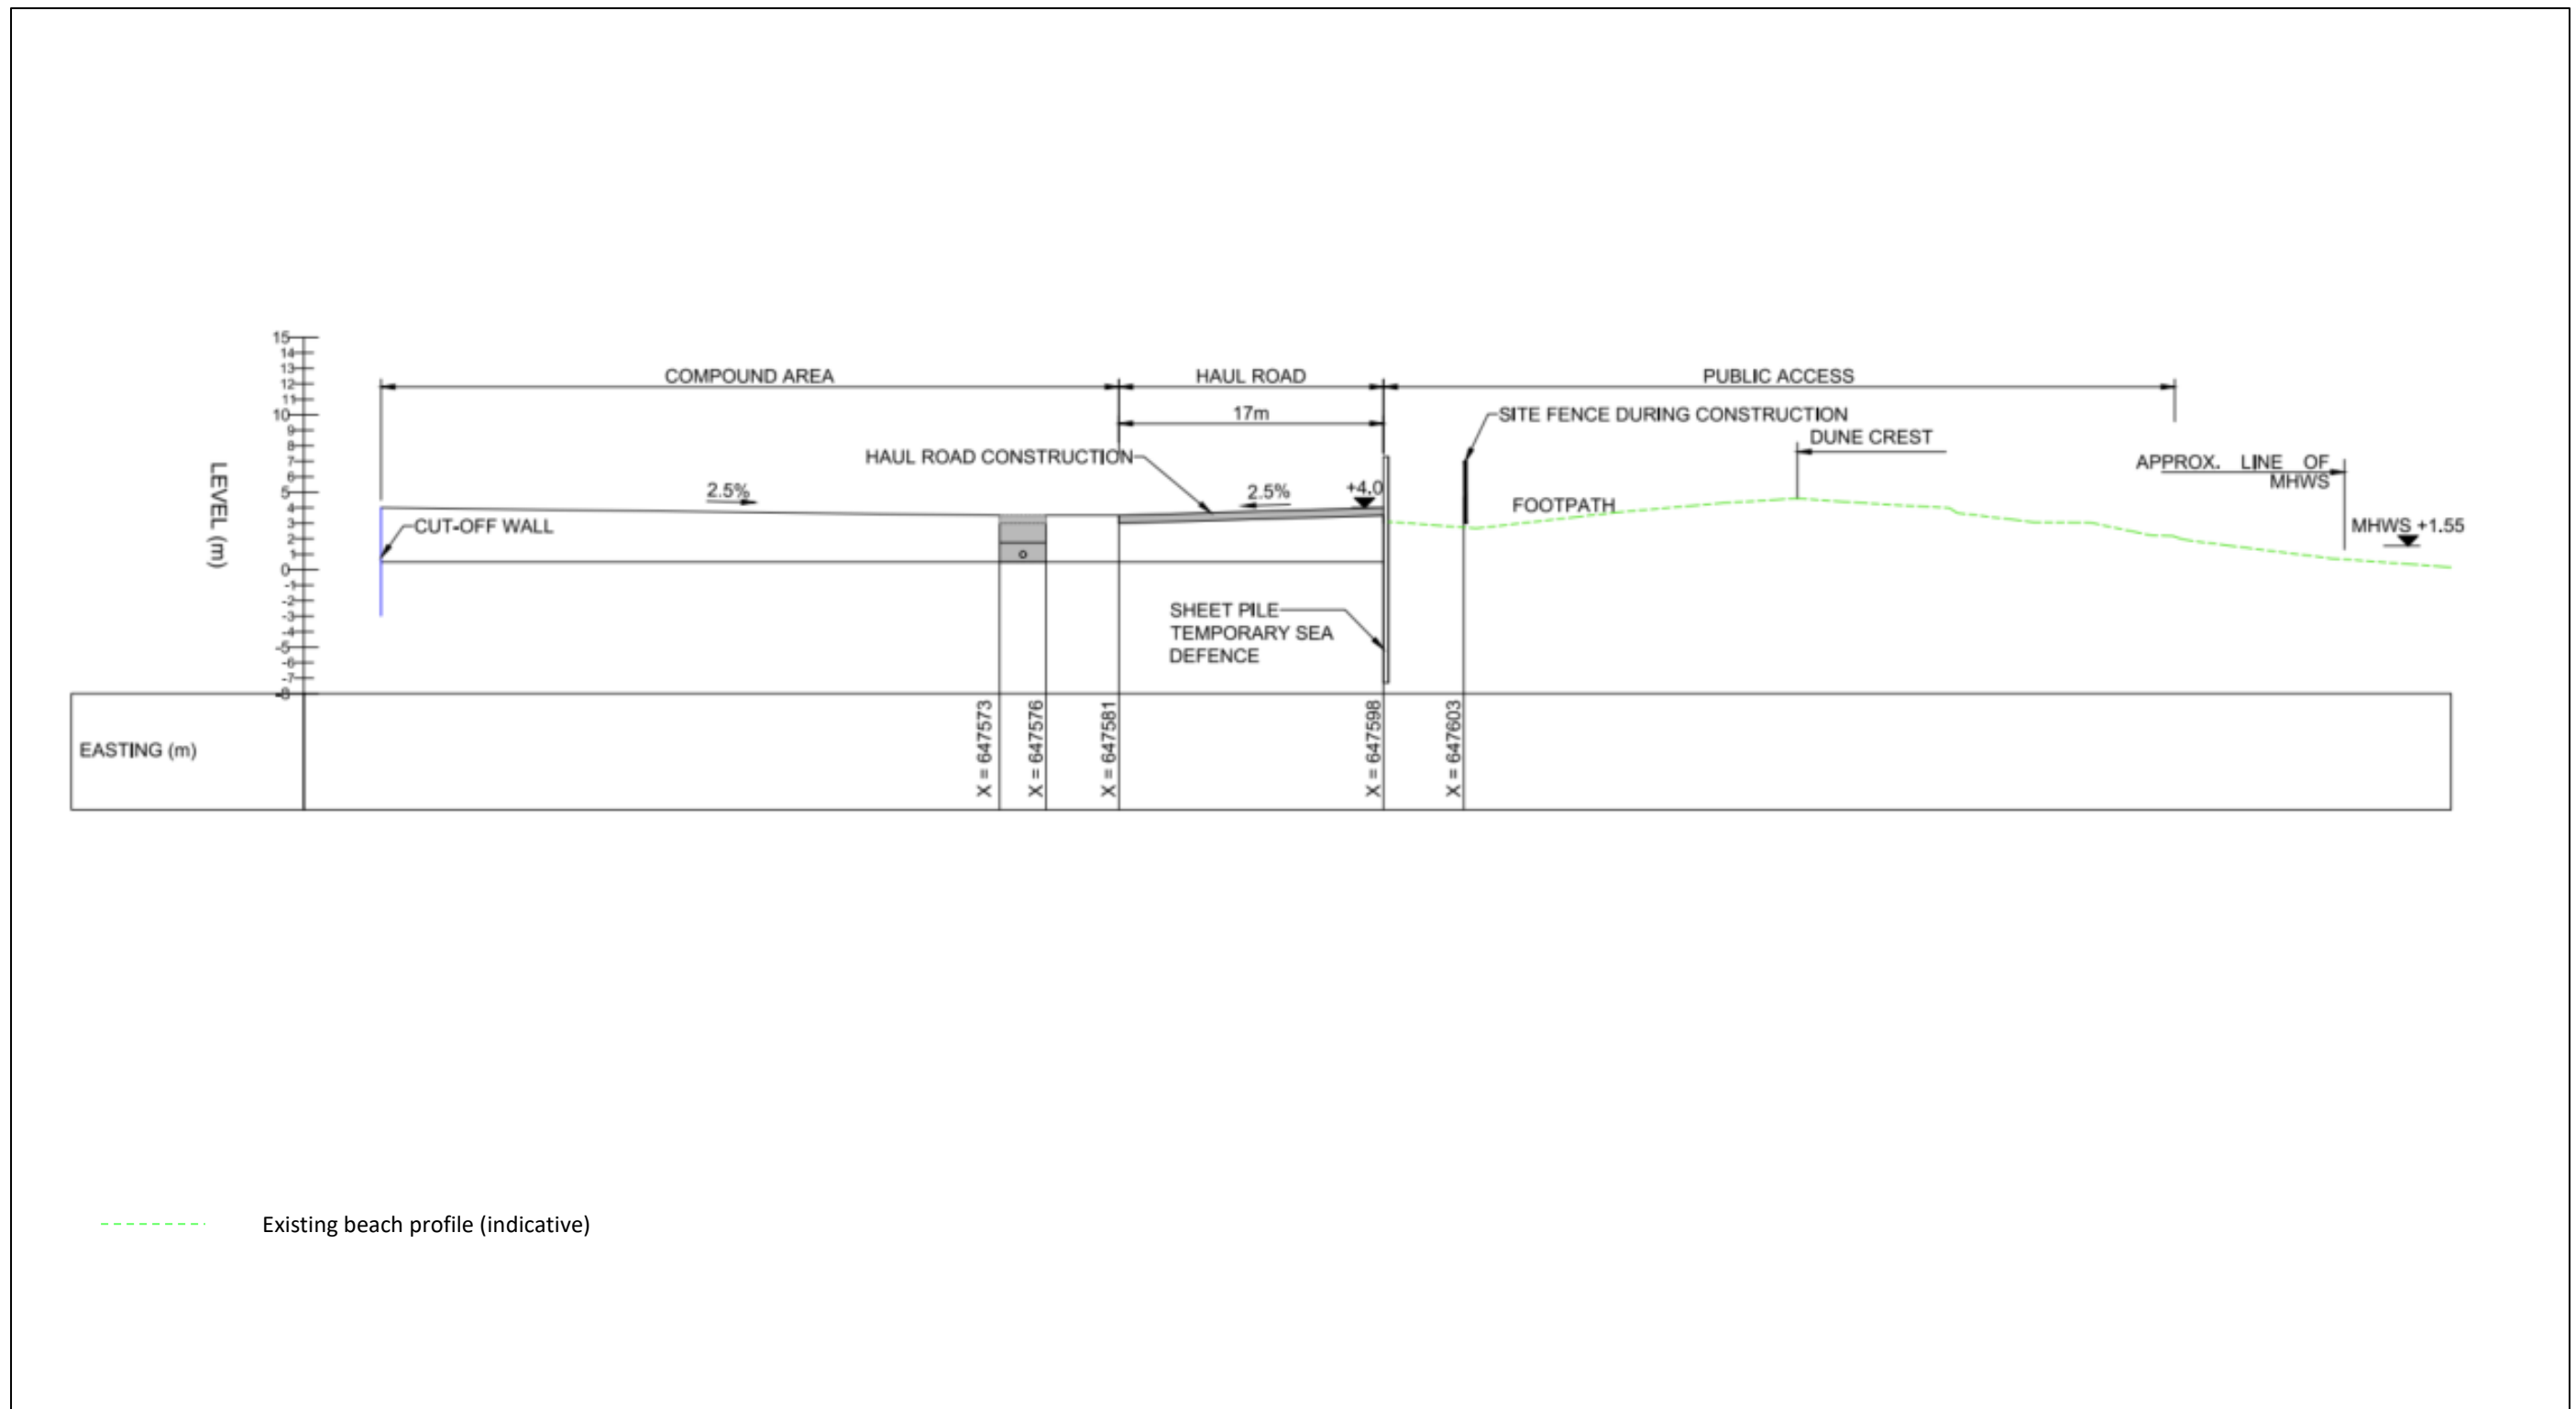 15
14
13
12
11
10
9
8
7
6
5
4
3
2
1
0
-1
-2
-3
-4
-5
-6
-7
-8
LEVEL (m)
COMPOUND AREA
HAUL ROAD
PUBLIC ACCESS
17m
SITE FENCE DURING CONSTRUCTION
DUNE CREST
HAUL ROAD CONSTRUCTION
APPROX. LINE OF
MHWS
2.5%
2.5%
+4.0
FOOTPATH
CUT-OFF WALL
MHWS +1.55
SHEET PILE
TEMPORARY SEA
DEFENCE
EASTING (m)
X = 647573
X = 647576
X = 647581
X = 647598
X = 647603
Existing beach profile (indicative)